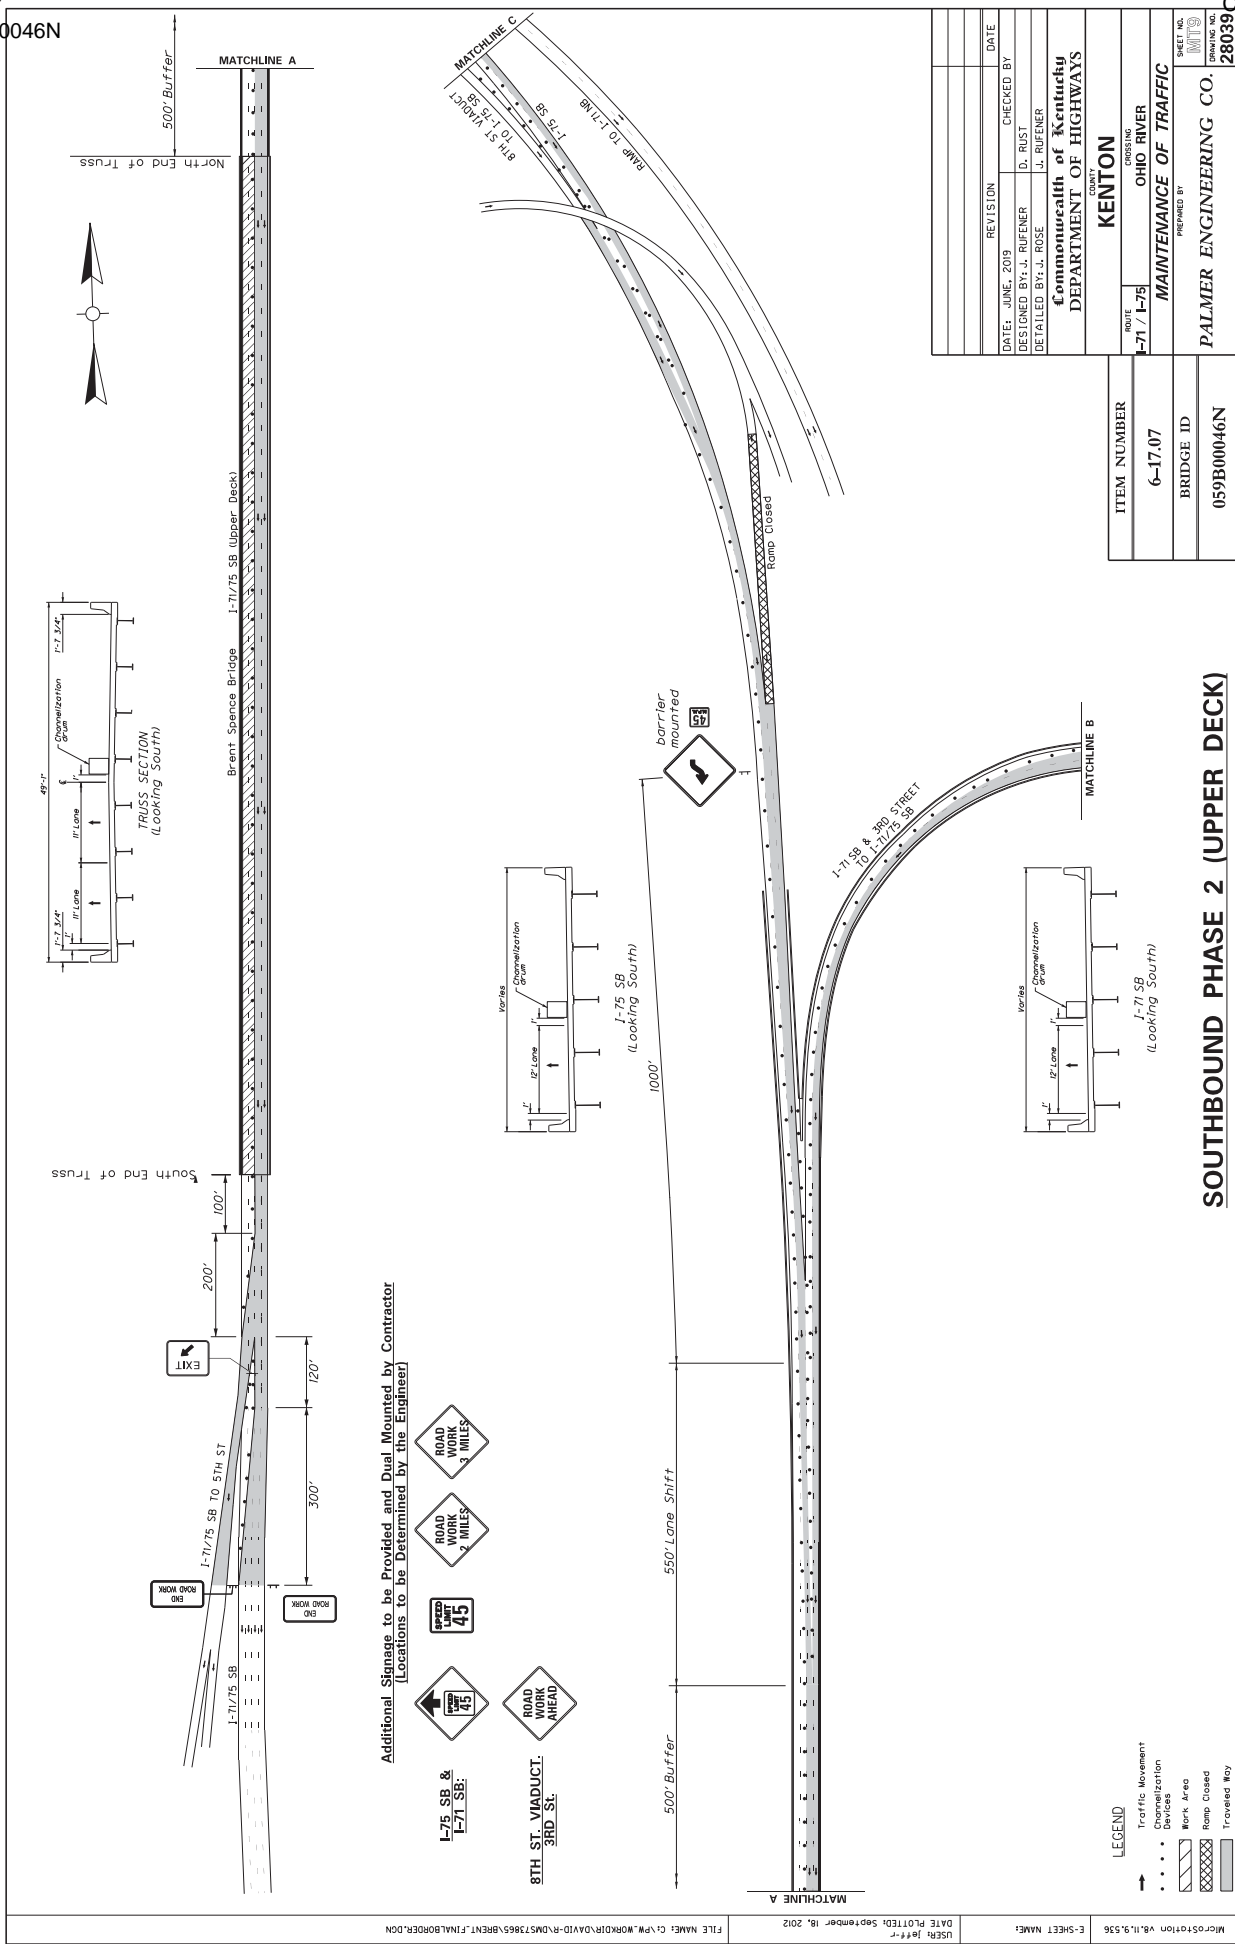 0046N
500' Buffer
MATCHLINE A
North End of Truss
Brent Spence Bridge
I-71/75 SB (Upper Deck)
49'-1"
1'-7 3/4"
1'-7 3/4"
1'
11' Lane
11' Lane
1'
Channelization
drum
TRUSS SECTION
(Looking South)
South End of Truss
100'
200'
EXIT
120'
300'
I-71/75 SB TO 5TH ST
END
ROAD WORK
END
ROAD WORK
I-71/75 SB
Additional Signage to be Provided and Dual Mounted by Contractor
(Locations to be Determined by the Engineer)
I-75 SB &
I-71 SB:
SPEED
LIMIT
45
SPEED
LIMIT
45
ROAD
WORK
2 MILES
ROAD
WORK
3 MILES
8TH ST. VIADUCT.
3RD St.
ROAD
WORK
AHEAD
MATCHLINE C
8TH ST VIADUCT
TO I-75 SB
I-75 SB
RAMP TO I-71NB
Ramp Closed
barrier
mounted
45
M.P.H.
1000'
Varies
1'
12' Lane
1'
Channelization
drum
I-75 SB
(Looking South)
I-71 SB & 3RD STREET
TO I-71/75 SB
MATCHLINE B
Varies
1'
12' Lane
1'
Channelization
drum
I-71 SB
(Looking South)
550' Lane Shift
500' Buffer
MATCHLINE A
SOUTHBOUND PHASE 2 (UPPER DECK)
LEGEND
Traffic Movement
Channelization
Devices
Work Area
Ramp Closed
Traveled Way
REVISION
DATE
DATE: JUNE, 2019
CHECKED BY
DESIGNED BY: J. RUFENER
D. RUST
DETAILED BY: J. ROSE
J. RUFENER
Commonwealth of Kentucky
DEPARTMENT OF HIGHWAYS
COUNTY
KENTON
ROUTE
I-71 / I-75
CROSSING
OHIO RIVER
MAINTENANCE OF TRAFFIC
PREPARED BY
PALMER ENGINEERING CO.
SHEET NO.
MT9
DRAWING NO.
28039
ITEM NUMBER
6-17.07
BRIDGE ID
059B00046N
MicroStation v8.11.9.536
E-SHEET NAME:
USER: jeff-r
DATE PLOTTED: September 18, 2012
FILE NAME: C:\PW_WORKDIR\DAVID-R\DMS73865\BRENT_FINALBORDER.DGN